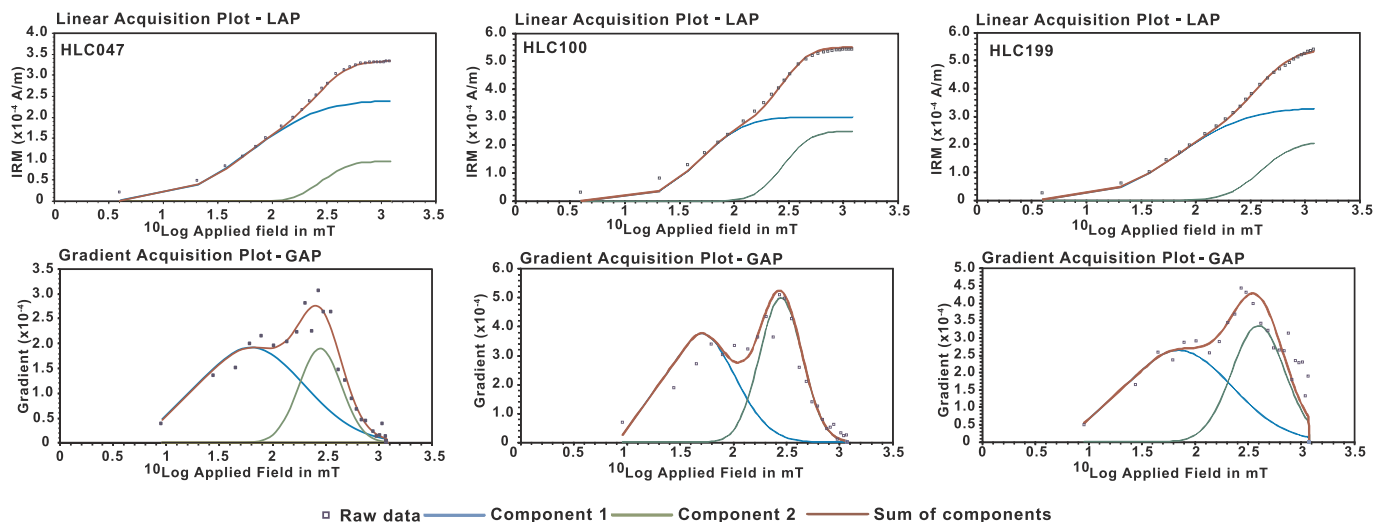 Linear Acquisition Plot - LAP
Linear Acquisition Plot - LAP
Linear Acquisition Plot - LAP
HLC047
HLC100
HLC199
IRM (x10⁻⁴ A/m)
4.0
3.5
3.0
2.5
2.0
1.5
1.0
0.5
0
0 0.5 1 1.5 2 2.5 3 3.5
¹⁰Log Applied field in mT
IRM (x10⁻⁴ A/m)
6.0
5.0
4.0
3.0
2.0
1.0
0
0 0.5 1 1.5 2 2.5 3 3.5
¹⁰Log Applied field in mT
IRM (x10⁻⁴ A/m)
6.0
5.0
4.0
3.0
2.0
1.0
0
0 0.5 1 1.5 2 2.5 3 3.5
¹⁰Log Applied field in mT
Gradient Acquisition Plot - GAP
Gradient Acquisition Plot - GAP
Gradient Acquisition Plot -GAP
Gradient (x10⁻⁴)
3.5
3.0
2.5
2.0
1.5
1.0
0.5
0
0 0.5 10 1.5 2 2.5 3.0 3.5
¹⁰Log Applied Field in mT
Gradient (x10⁻⁴)
6.0
5.0
4.0
3.0
2.0
1.0
0
0 0.5 10 1.5 2 2.5 3.0 3.5
¹⁰Log Applied Field in mT
Gradient (x10⁻⁴)
5.0
4.5
4.0
3.5
3.0
2.5
2.0
1.5
1.0
0.5
0
0 0.5 10 1.5 2 2.5 3.0 3.5
¹⁰Log Applied Field in mT
Raw data Component 1 Component 2 Sum of components